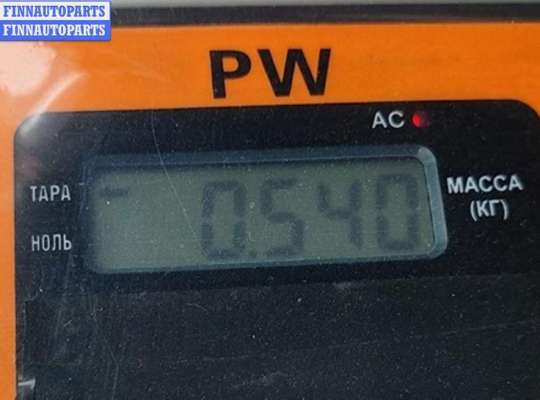 FINNAUTOPARTS
FINNAUTOPARTS
PW
AC
ТАРА
0.540
МАССА
(КГ)
НОЛЬ